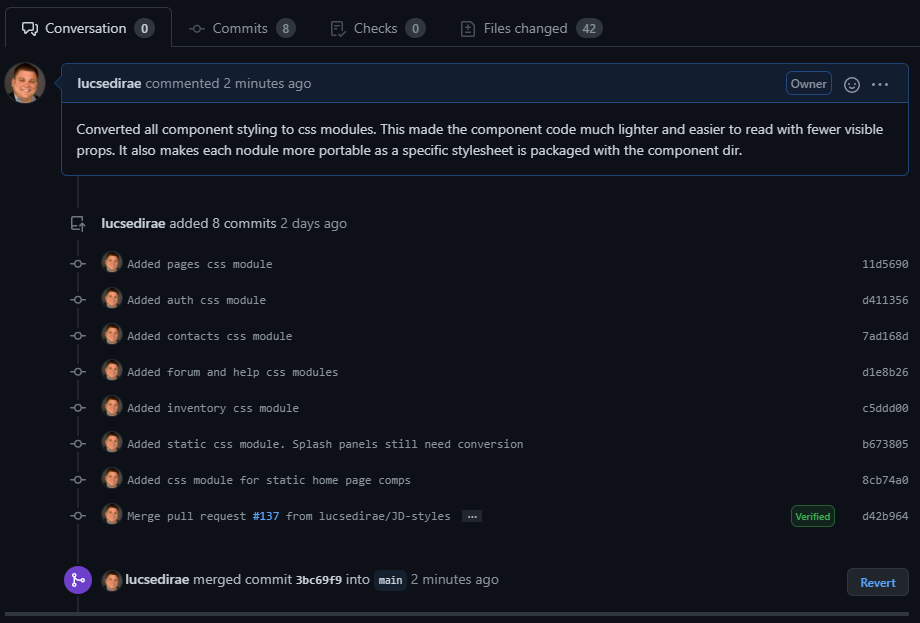 Conversation 0 Commits 8 Checks 0 Files changed 42
lucsedirae commented 2 minutes ago Owner ...
Converted all component styling to css modules. This made the component code much lighter and easier to read with fewer visible
props. It also makes each nodule more portable as a specific stylesheet is packaged with the component dir.
lucsedirae added 8 commits 2 days ago
Added pages css module 11d5690
Added auth css module d411356
Added contacts css module 7ad168d
Added forum and help css modules d1e8b26
Added inventory css module c5ddd00
Added static css module. Splash panels still need conversion b673805
Added css module for static home page comps 8cb74a0
Merge pull request #137 from lucsedirae/JD-styles ... Verified d42b964
lucsedirae merged commit 3bc69f9 into main 2 minutes ago Revert